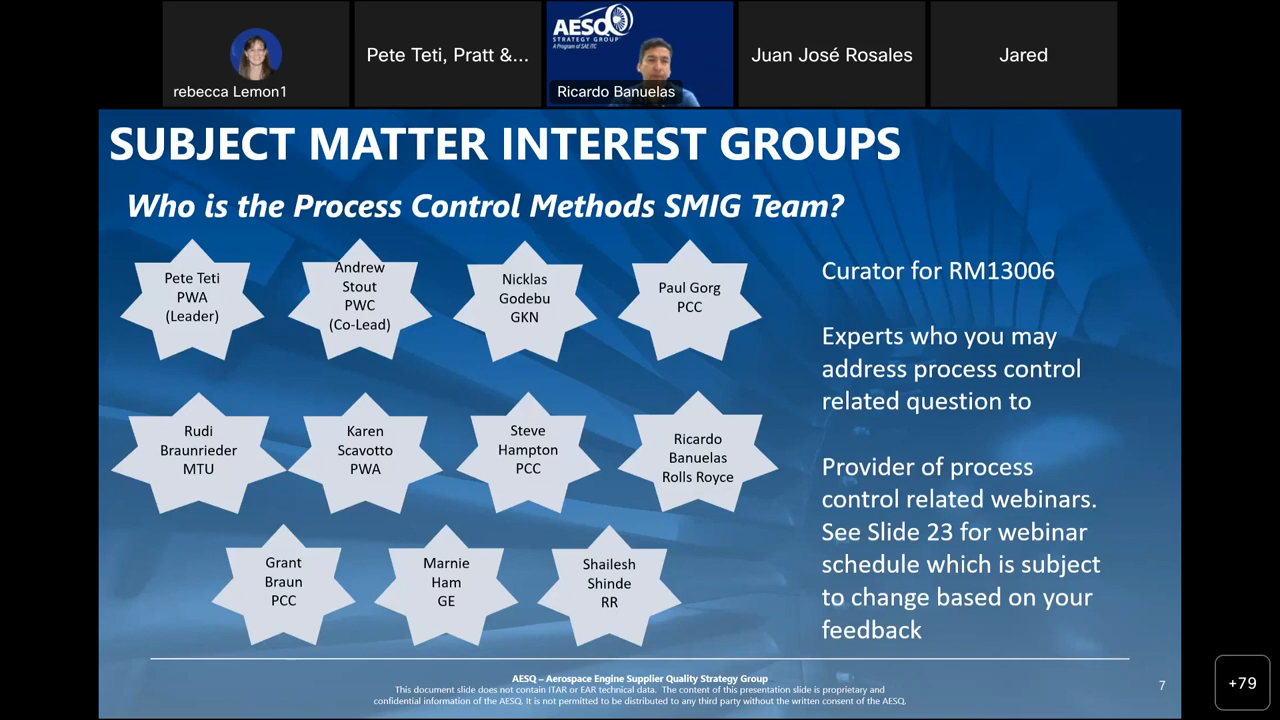 AESQ
STRATEGY GROUP
A Program of SAE ITC
rebecca Lemon1
Pete Teti, Pratt &...
Ricardo Banuelas
Juan José Rosales
Jared
SUBJECT MATTER INTEREST GROUPS
Who is the Process Control Methods SMIG Team?
Pete Teti
PWA
(Leader)
Andrew
Stout
PWC
(Co-Lead)
Nicklas
Godebu
GKN
Paul Gorg
PCC
Rudi
Braunrieder
MTU
Karen
Scavotto
PWA
Steve
Hampton
PCC
Ricardo
Banuelas
Rolls Royce
Grant
Braun
PCC
Marnie
Ham
GE
Shailesh
Shinde
RR
Curator for RM13006
Experts who you may
address process control
related question to
Provider of process
control related webinars.
See Slide 23 for webinar
schedule which is subject
to change based on your
feedback
AESQ – Aerospace Engine Supplier Quality Strategy Group
This document slide does not contain ITAR or EAR technical data. The content of this presentation slide is proprietary and
confidential information of the AESQ. It is not permitted to be distributed to any third party without the written consent of the AESQ.
7
+79